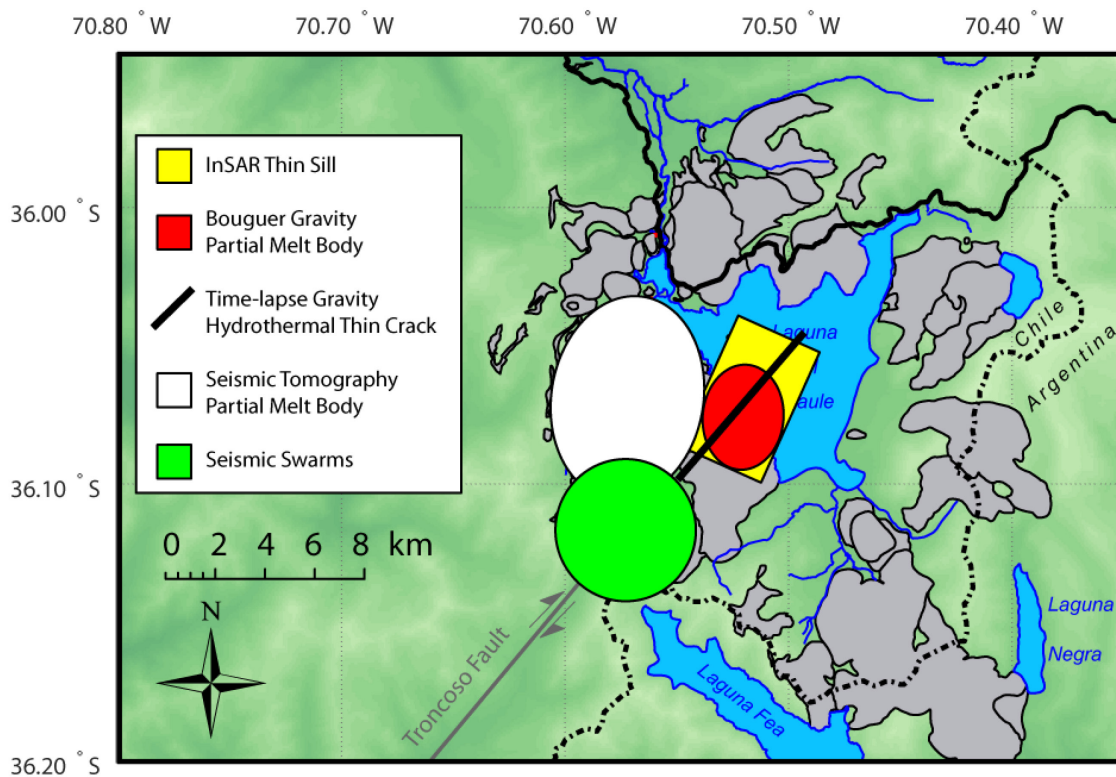 70.80 ° W
70.70 ° W
70.60 ° W
70.50 ° W
70.40 ° W
36.00 ° S
36.10 ° S
36.20 ° S
InSAR Thin Sill
Bouguer Gravity
Partial Melt Body
Time-lapse Gravity
Hydrothermal Thin Crack
Seismic Tomography
Partial Melt Body
Seismic Swarms
0 2 4 6 8 km
N
Troncoso Fault
Laguna
aule
Chile
Argentina
Laguna
Negra
Laguna Fea